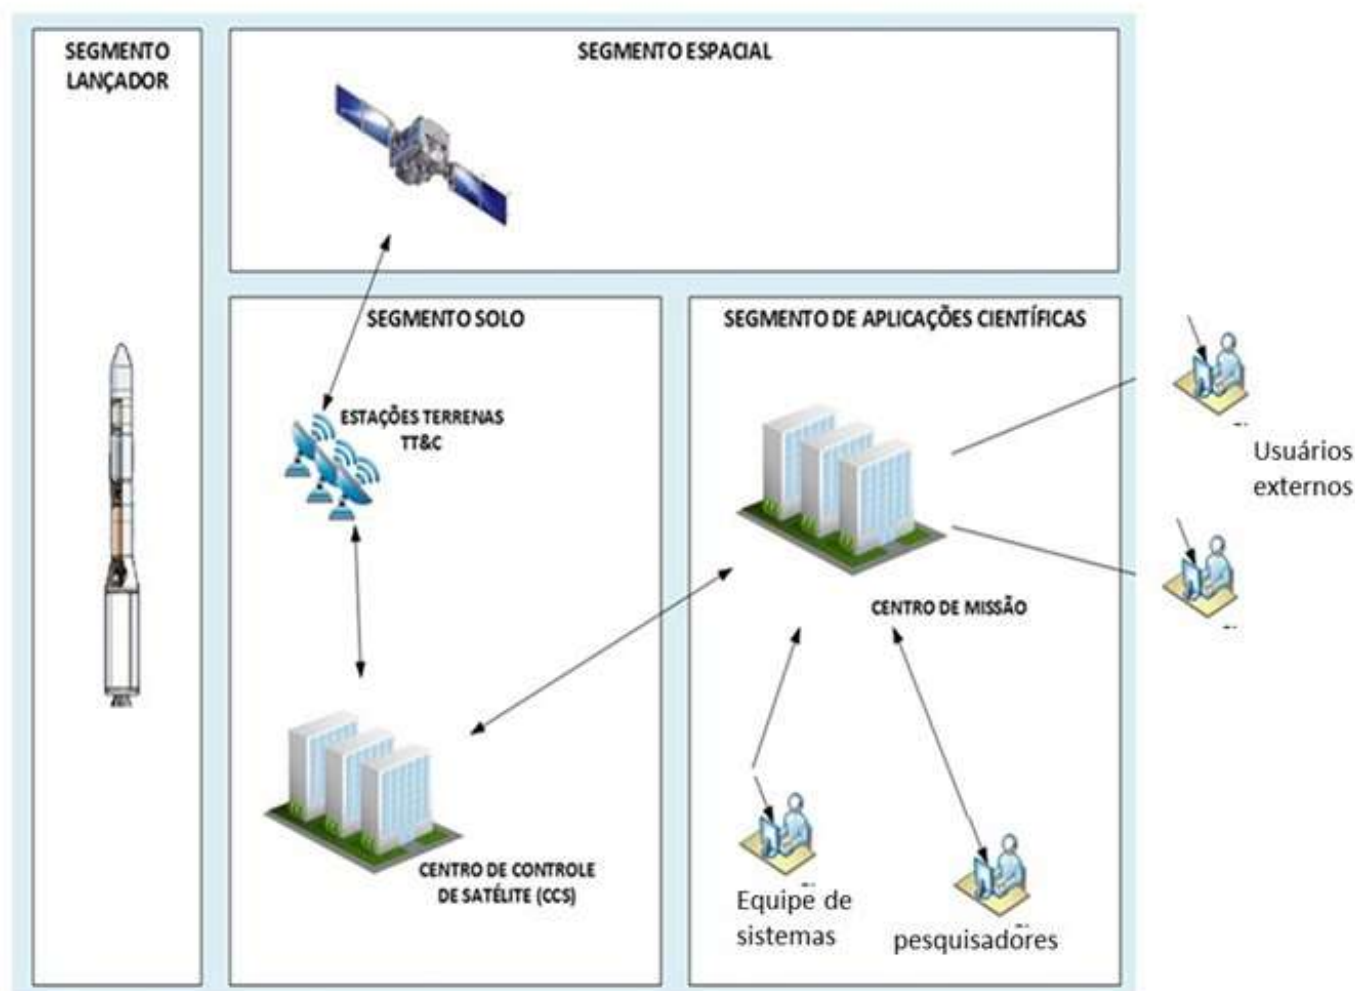 SEGMENTO
LANÇADOR
SEGMENTO ESPACIAL
SEGMENTO SOLO
ESTAÇÕES TERRENAS
TT&C
CENTRO DE CONTROLE
DE SATÉLITE (CCS)
SEGMENTO DE APLICAÇÕES CIENTÍFICAS
CENTRO DE MISSÃO
Equipe de
sistemas
pesquisadores
Usuários
externos